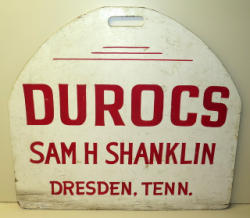 DUROCS
SAM H SHANKLIN
DRESDEN, TENN.